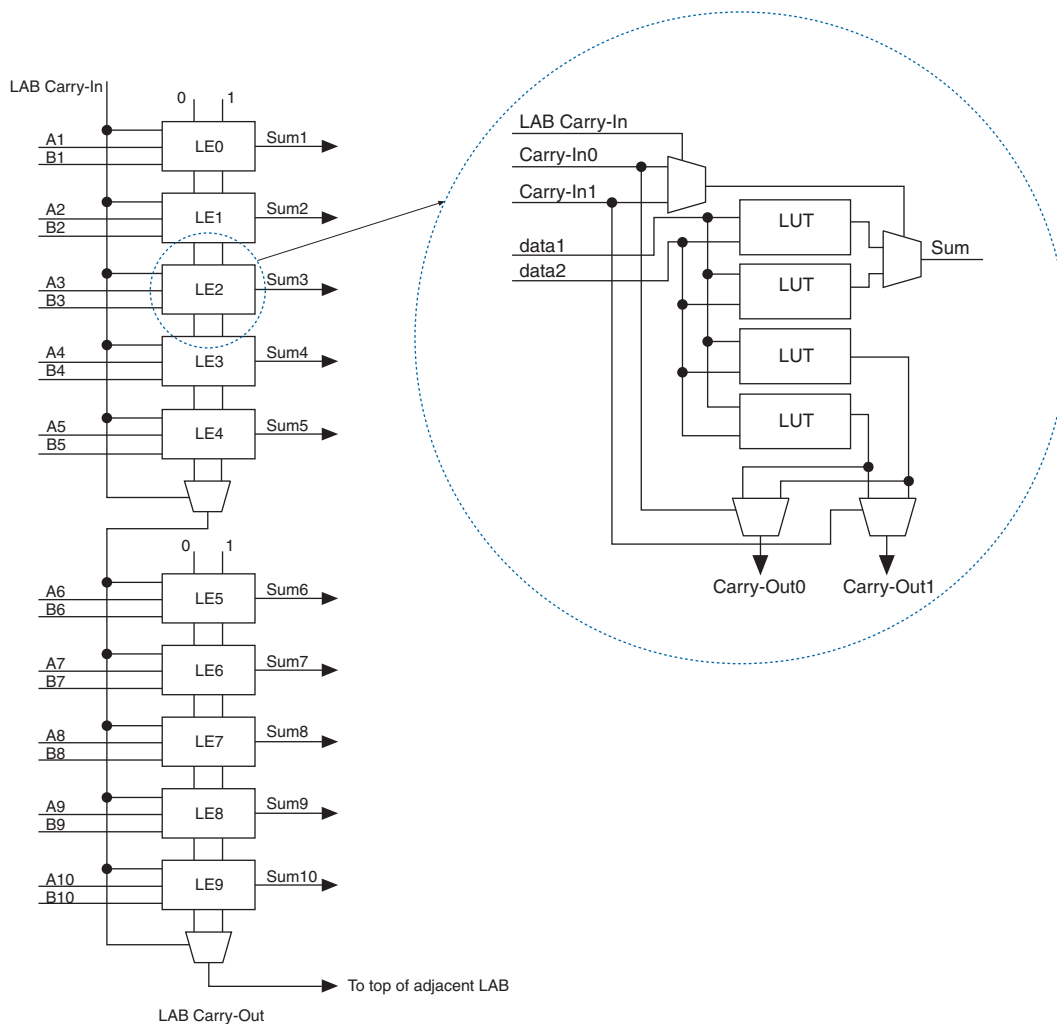 LAB Carry-In
0 1
A1
B1
LE0
Sum1
A2
B2
LE1
Sum2
A3
B3
LE2
Sum3
A4
B4
LE3
Sum4
A5
B5
LE4
Sum5
0 1
A6
B6
LE5
Sum6
A7
B7
LE6
Sum7
A8
B8
LE7
Sum8
A9
B9
LE8
Sum9
A10
B10
LE9
Sum10
To top of adjacent LAB
LAB Carry-Out
LAB Carry-In
Carry-In0
Carry-In1
data1
data2
LUT
LUT
LUT
LUT
Sum
Carry-Out0
Carry-Out1